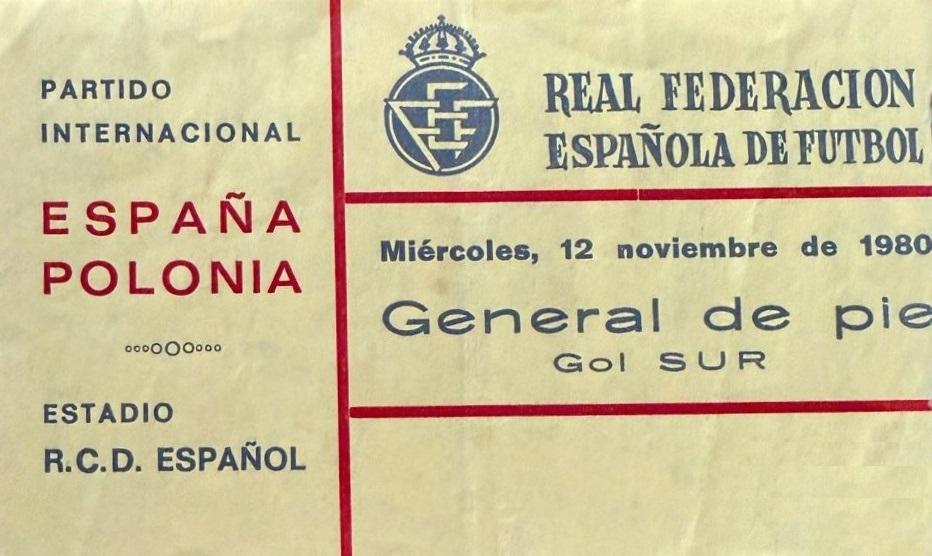 PARTIDO
INTERNACIONAL
ESPAÑA
POLONIA
ESTADIO
R.C.D. ESPAÑOL
REAL FEDERACION
ESPAÑOLA DE FUTBOL
Miércoles, 12 noviembre de 1980
General de pie
Gol SUR